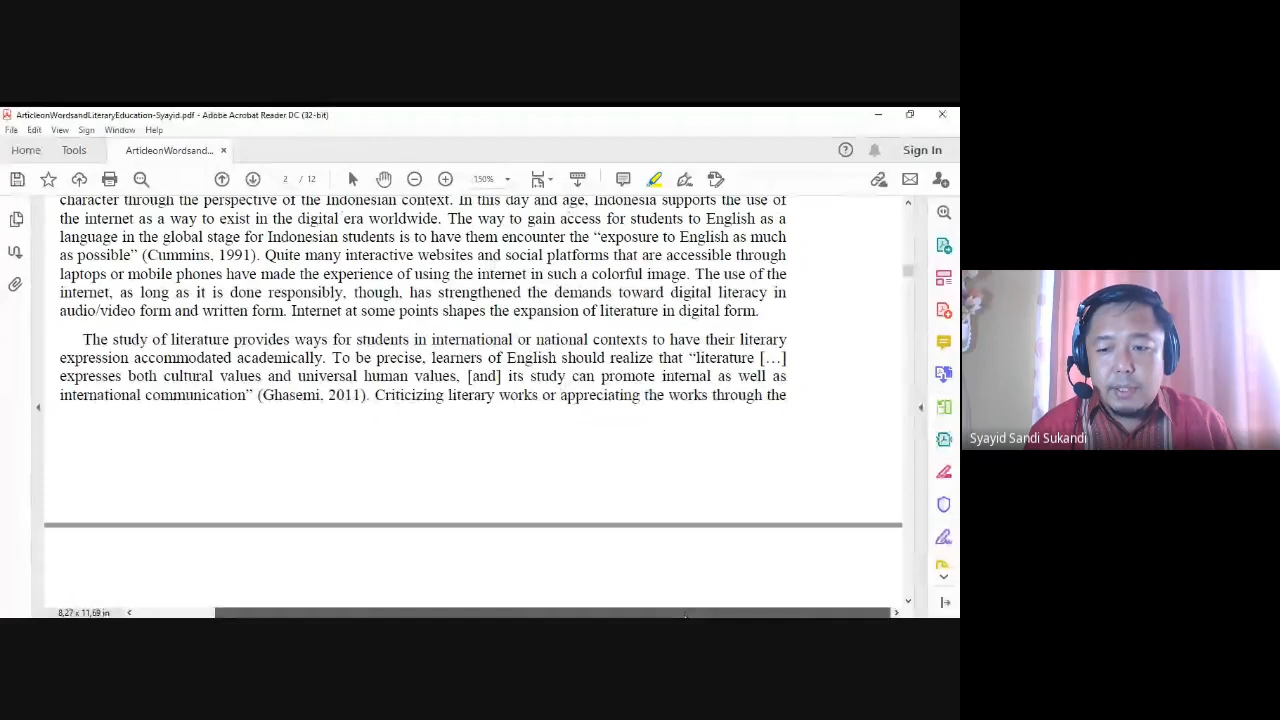 ArticleonWordsandLiteraryEducation-Syayid.pdf - Adobe Acrobat Reader DC (32-bit)
File Edit View Sign Window Help
Home Tools ArticleonWordsand... × Sign In
2 / 12 150%
character through the perspective of the Indonesian context. In this day and age, Indonesia supports the use of
the internet as a way to exist in the digital era worldwide. The way to gain access for students to English as a
language in the global stage for Indonesian students is to have them encounter the “exposure to English as much
as possible” (Cummins, 1991). Quite many interactive websites and social platforms that are accessible through
laptops or mobile phones have made the experience of using the internet in such a colorful image. The use of the
internet, as long as it is done responsibly, though, has strengthened the demands toward digital literacy in
audio/video form and written form. Internet at some points shapes the expansion of literature in digital form.
The study of literature provides ways for students in international or national contexts to have their literary
expression accommodated academically. To be precise, learners of English should realize that “literature […]
expresses both cultural values and universal human values, [and] its study can promote internal as well as
international communication” (Ghasemi, 2011). Criticizing literary works or appreciating the works through the
8,27 x 11,69 in
Syayid Sandi Sukandi